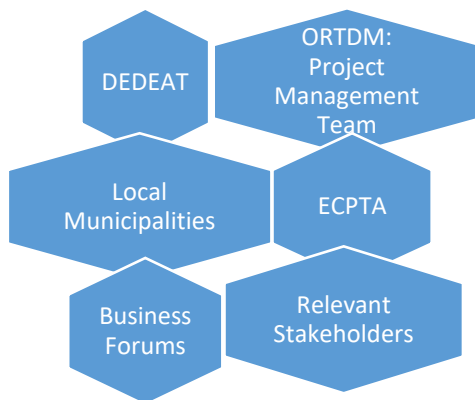 DEDEAT
ORTDM:
Project
Management
Team
Local
Municipalities
ECPTA
Business
Forums
Relevant
Stakeholders